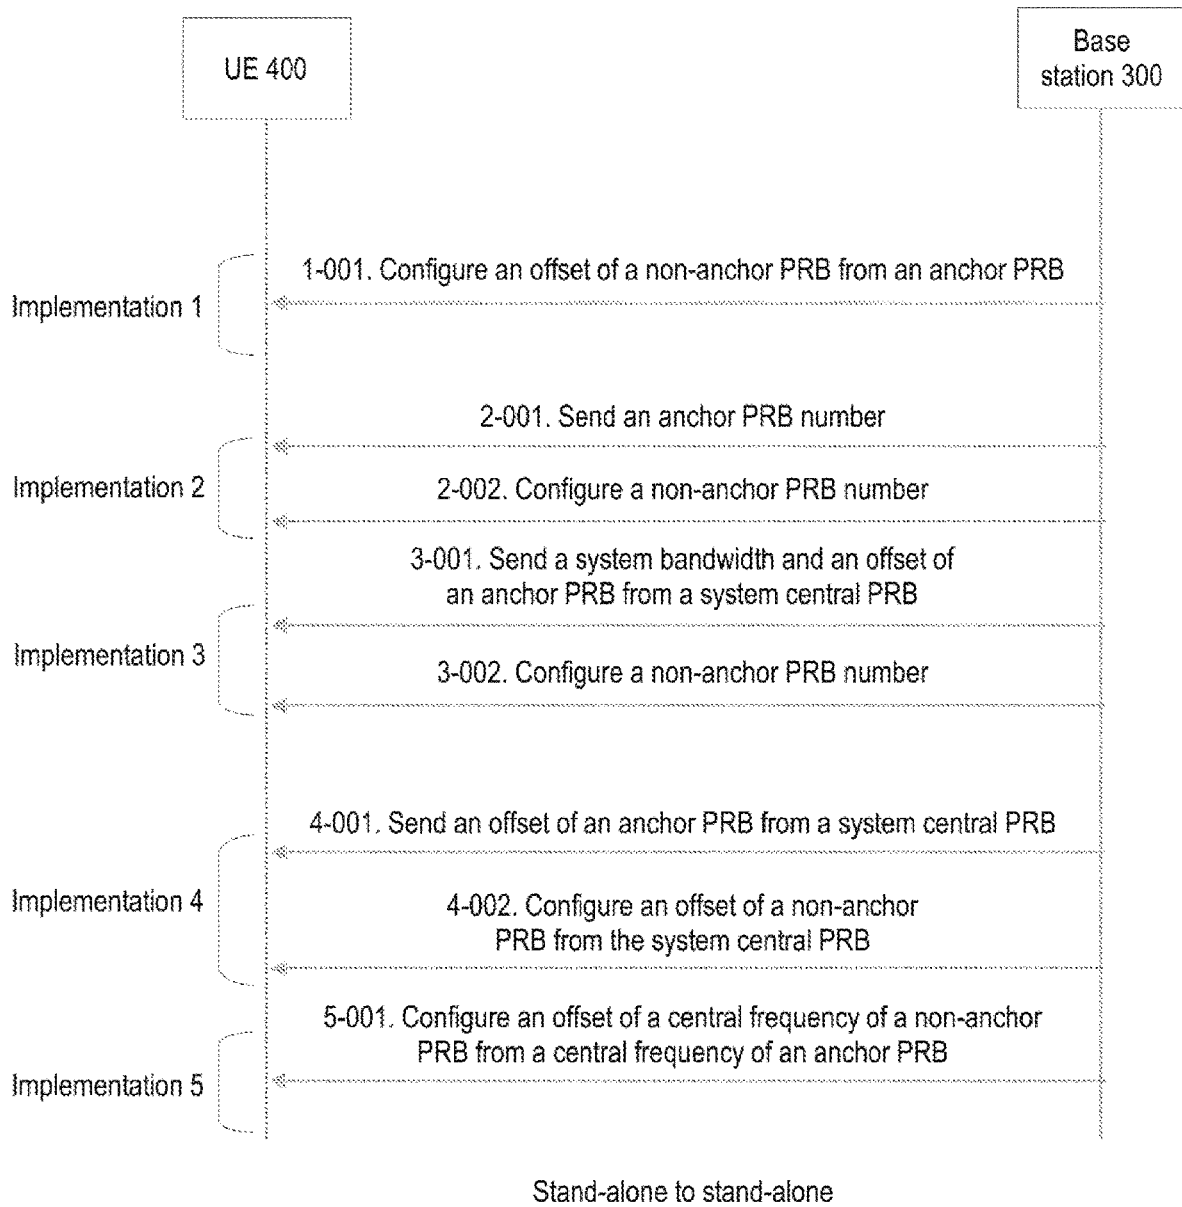 UE 400
Base
station 300
Implementation 1
1-001. Configure an offset of a non-anchor PRB from an anchor PRB
2-001. Send an anchor PRB number
Implementation 2
2-002. Configure a non-anchor PRB number
3-001. Send a system bandwidth and an offset of
an anchor PRB from a system central PRB
Implementation 3
3-002. Configure a non-anchor PRB number
4-001. Send an offset of an anchor PRB from a system central PRB
Implementation 4
4-002. Configure an offset of a non-anchor
PRB from the system central PRB
5-001. Configure an offset of a central frequency of a non-anchor
PRB from a central frequency of an anchor PRB
Implementation 5
Stand-alone to stand-alone